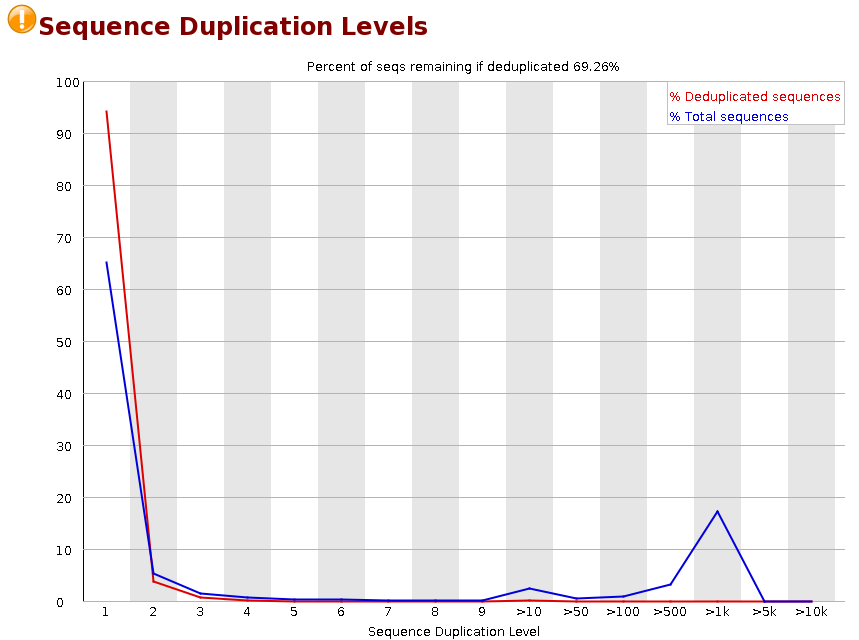 Sequence Duplication Levels
Percent of seqs remaining if deduplicated 69.26%
% Deduplicated sequences
% Total sequences
100
90
80
70
60
50
40
30
20
10
0
1 2 3 4 5 6 7 8 9 >10 >50 >100 >500 >1k >5k >10k
Sequence Duplication Level